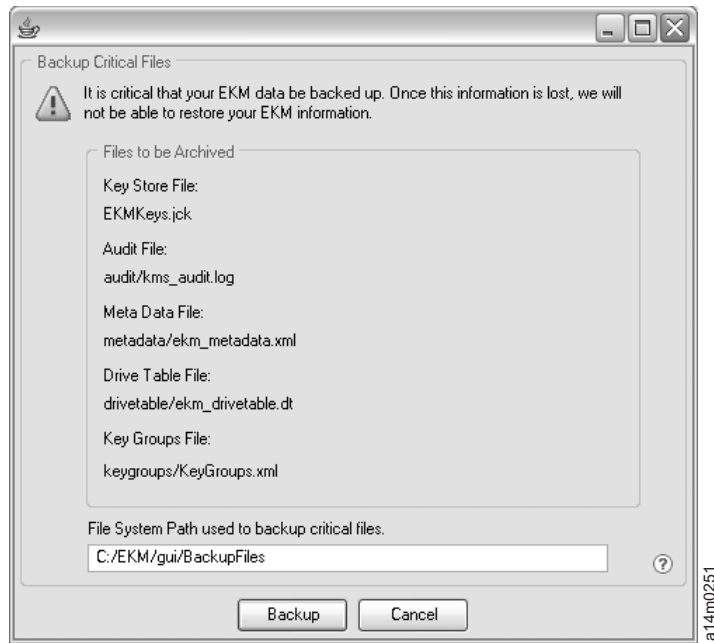 Backup Critical Files
It is critical that your EKM data be backed up. Once this information is lost, we will
not be able to restore your EKM information.
Files to be Archived
Key Store File:
EKMKeys.jck
Audit File:
audit/kms_audit.log
Meta Data File:
metadata/ekm_metadata.xml
Drive Table File:
drivetable/ekm_drivetable.dt
Key Groups File:
keygroups/KeyGroups.xml
File System Path used to backup critical files.
C:/EKM/gui/BackupFiles
?
Backup Cancel
a14m0251